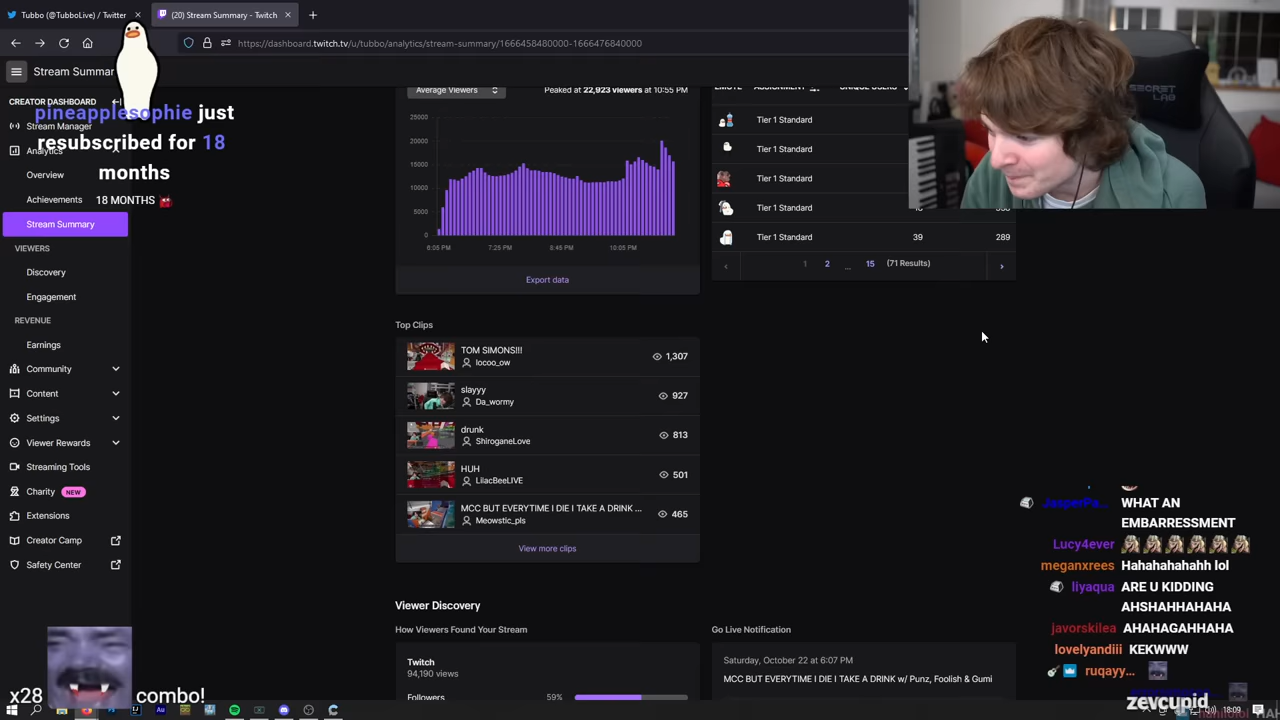 Tubbo (@TubboLive) / Twitter
(20) Stream Summary - Twitch
https://dashboard.twitch.tv/u/tubbo/analytics/stream-summary/1666458480000-1666476840000
Stream Summar
CREATOR DASHBOARD
Stream Manager
Analytics
Overview
Achievements
Stream Summary
VIEWERS
Discovery
Engagement
REVENUE
Earnings
Community
Content
Settings
Viewer Rewards
Streaming Tools
Charity NEW
Extensions
Creator Camp
Safety Center
pineapplesophie just
resubscribed for 18
months
18 MONTHS
x28 combo!
Average Viewers
Peaked at 22,923 viewers at 10:55 PM
25000
20000
15000
10000
5000
0
6:05 PM 7:25 PM 8:45 PM 10:05 PM
Export data
EMOTE ASSIGNMENT UNIQUE USERS
Tier 1 Standard
Tier 1 Standard
Tier 1 Standard
Tier 1 Standard
Tier 1 Standard 39 289
1 2 ... 15 (71 Results)
Top Clips
TOM SIMONS!!!
locoo_ow
1,307
slayyy
Da_wormy
927
drunk
ShiroganeLove
813
HUH
LilacBeeLIVE
501
MCC BUT EVERYTIME I DIE I TAKE A DRINK ...
Meowstic_pls
465
View more clips
Viewer Discovery
How Viewers Found Your Stream
Twitch
94,190 views
Followers 59%
Go Live Notification
Saturday, October 22 at 6:07 PM
MCC BUT EVERYTIME I DIE I TAKE A DRINK w/ Punz, Foolish & Gumi
SECRET
LAB
JasperPa... WHAT AN
EMBARRESSMENT
Lucy4ever
meganxrees Hahahahahahh lol
liyaqua ARE U KIDDING
AHSHAHHAHAHA
javorskilea AHAHAGAHHAHA
lovelyandiii KEKWWW
ruqayy...
zevcupid
18:09